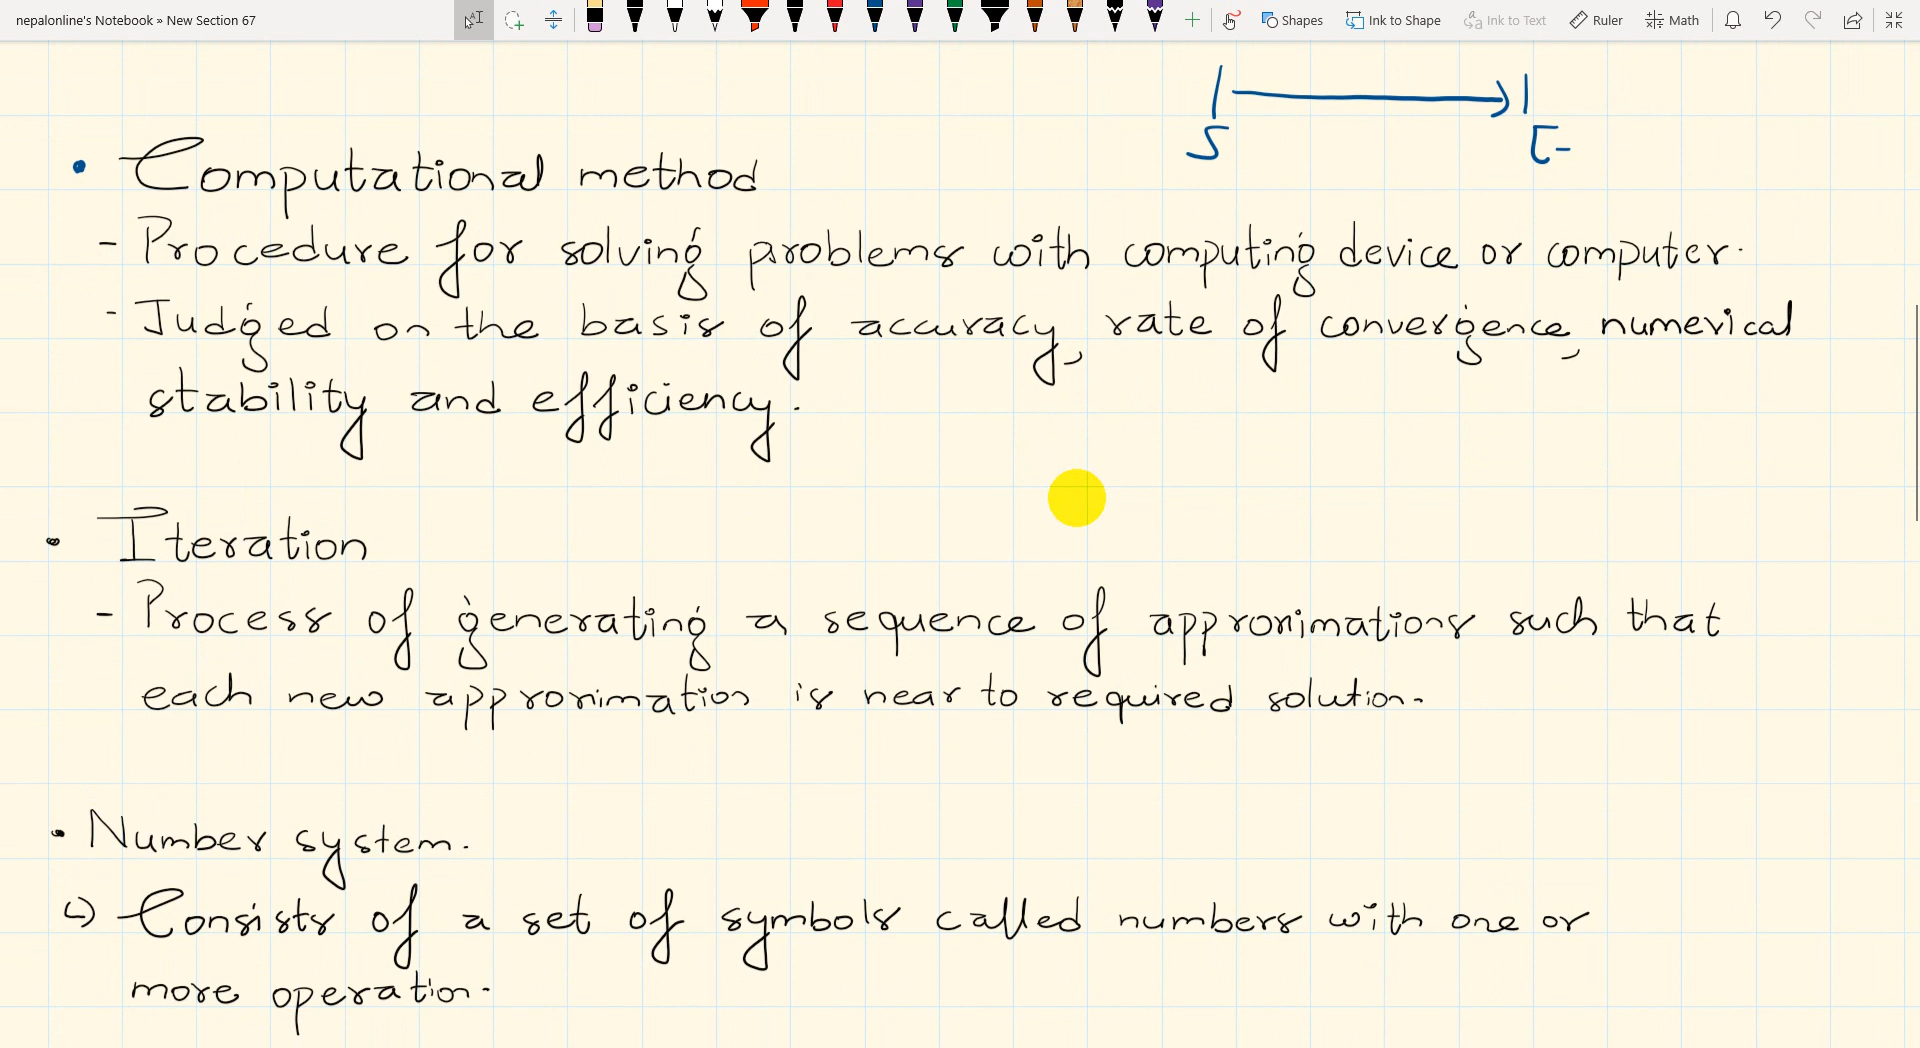 nepalonline's Notebook » New Section 67
Shapes
Ink to Shape
Ink to Text
Ruler
Math
S
E
• Computational method
- Procedure for solving problems with computing device or computer.
- Judged on the basis of accuracy, rate of convergence, numerical
stability and efficiency.
• Iteration
- Process of generating a sequence of approximations such that
each new approximation is near to required solution.
• Number system.
↳ Consists of a set of symbols called numbers with one or
more operation.